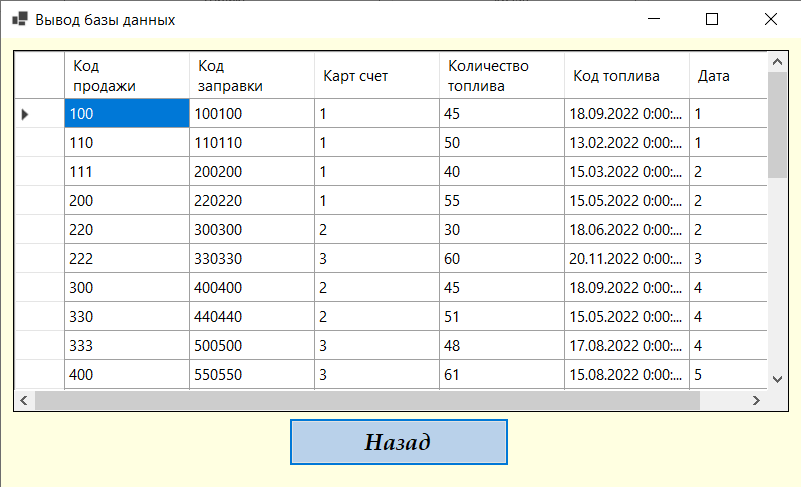 Вывод базы данных
Код продажи Код заправки Карт счет Количество топлива Код топлива Дата
100 100100 1 45 18.09.2022 0:00:... 1
110 110110 1 50 13.02.2022 0:00:... 1
111 200200 1 40 15.03.2022 0:00:... 2
200 220220 1 55 15.05.2022 0:00:... 2
220 300300 2 30 18.06.2022 0:00:... 2
222 330330 3 60 20.11.2022 0:00:... 3
300 400400 2 45 18.09.2022 0:00:... 4
330 440440 2 51 15.05.2022 0:00:... 4
333 500500 3 48 17.08.2022 0:00:... 4
400 550550 3 61 15.08.2022 0:00:... 5
Назад